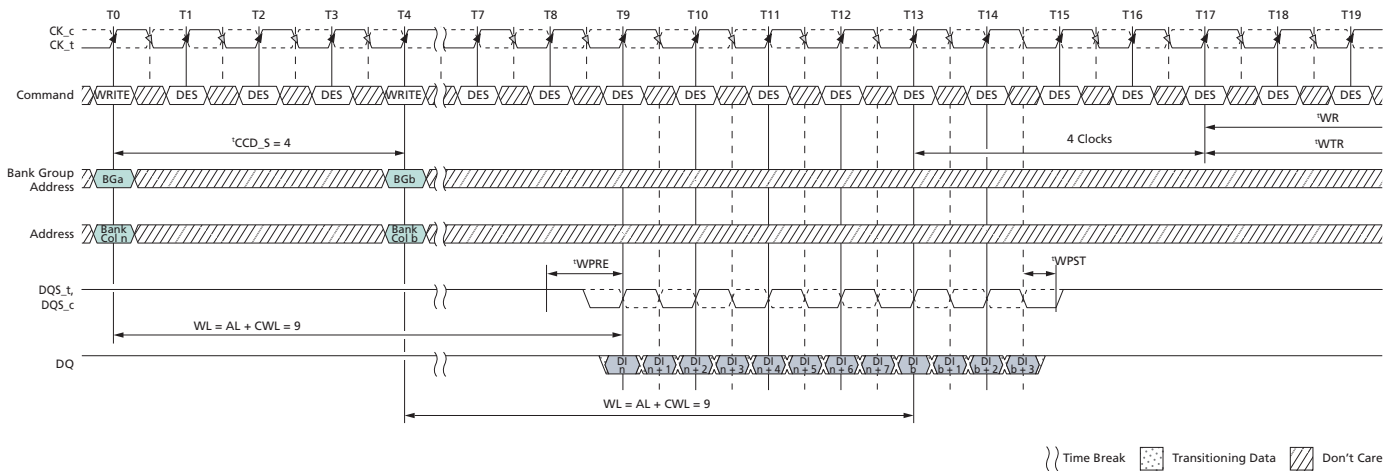 T0 T1 T2 T3 T4 T7 T8 T9 T10 T11 T12 T13 T14 T15 T16 T17 T18 T19
CK_c
CK_t
Command WRITE DES DES DES WRITE DES DES DES DES DES DES DES DES DES DES DES DES DES
tWR
tCCD_S = 4 4 Clocks tWTR
Bank Group
Address BGa BGb
Address Bank
Col n Bank
Col b
tWPRE tWPST
DQS_t,
DQS_c
WL = AL + CWL = 9
DQ DI
n DI
n + 1 DI
n + 2 DI
n + 3 DI
n + 4 DI
n + 5 DI
n + 6 DI
n + 7 DI
b DI
b + 1 DI
b + 2 DI
b + 3
WL = AL + CWL = 9
Time Break Transitioning Data Don't Care